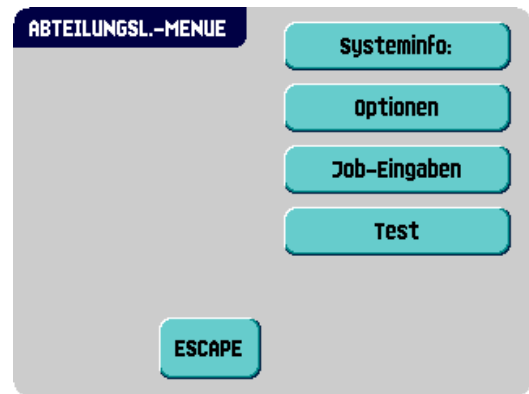 ABTEILUNGSL.-MENUE
Systeminfo:
Optionen
Job-Eingaben
Test
ESCAPE